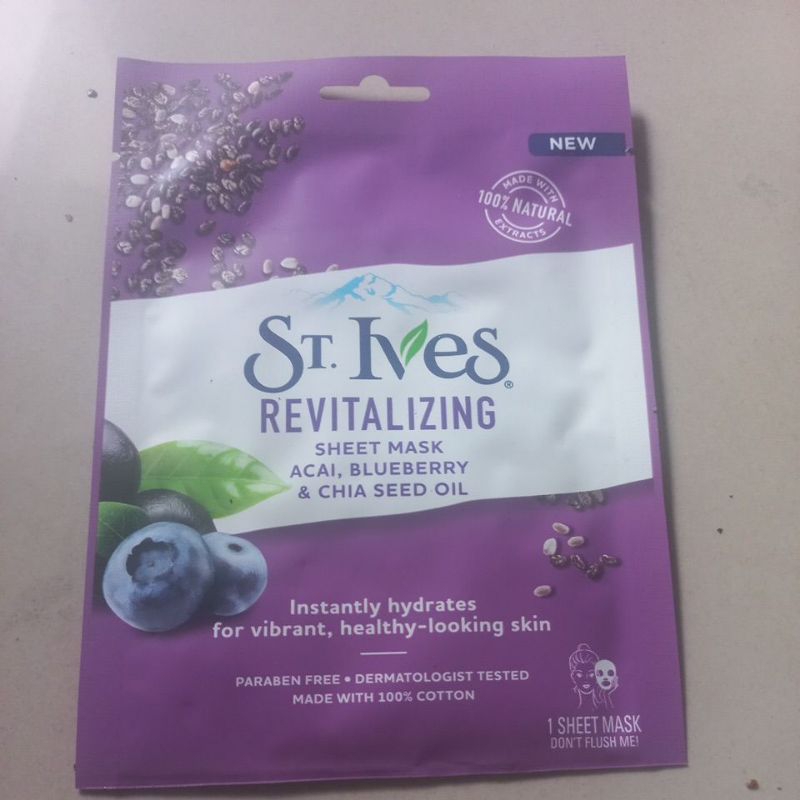 NEW
MADE WITH
100% NATURAL
EXTRACTS
ST. IVES®
REVITALIZING
SHEET MASK
ACAI, BLUEBERRY
& CHIA SEED OIL
Instantly hydrates
for vibrant, healthy-looking skin
PARABEN FREE • DERMATOLOGIST TESTED
MADE WITH 100% COTTON
1 SHEET MASK
DON'T FLUSH ME!